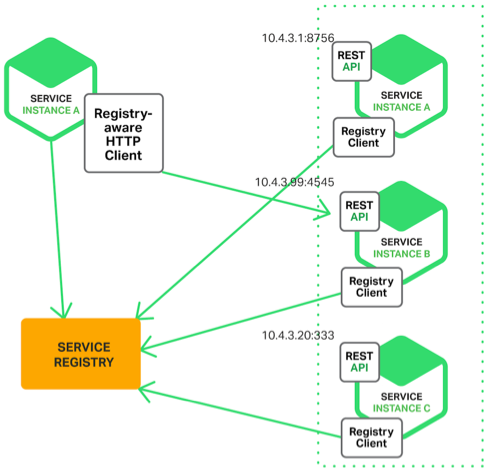 10.4.3.1:8756
REST
API
SERVICE
INSTANCE A
Registry
Client
SERVICE
INSTANCE A
Registry-
aware
HTTP
Client
10.4.3.99:4545
REST
API
SERVICE
INSTANCE B
Registry
Client
SERVICE
REGISTRY
10.4.3.20:333
REST
API
SERVICE
INSTANCE C
Registry
Client